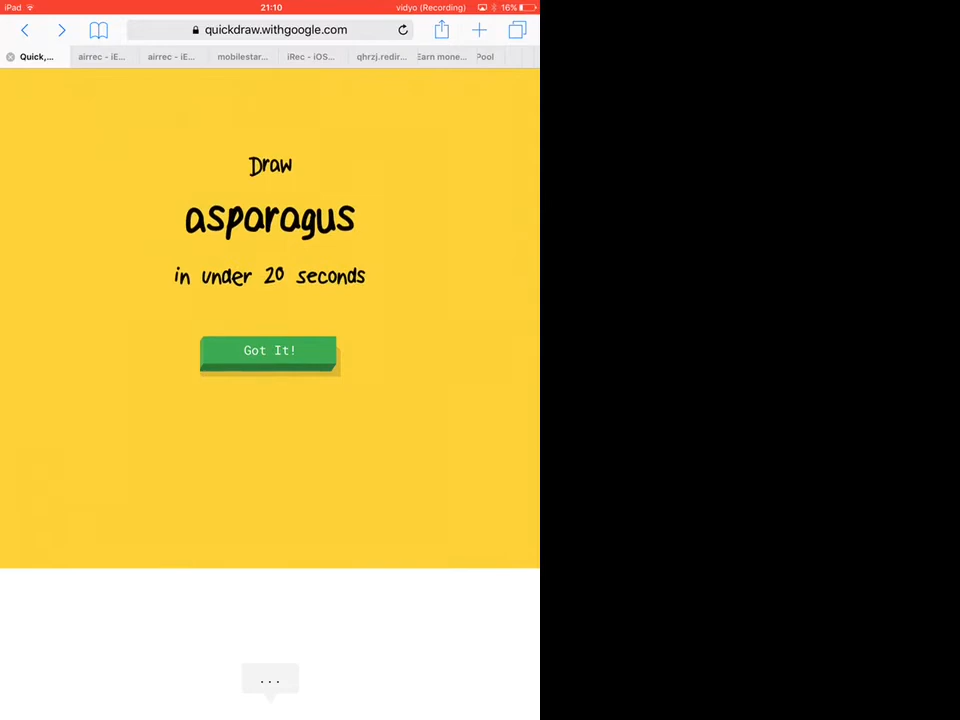 iPad 21:10 vidyo (Recording) 16%
quickdraw.withgoogle.com
Quick,... airrec - iE... airrec - iE... mobilestar... iRec - iOS... qhrzj.redir... Earn mone... Pool
Draw
asparagus
in under 20 seconds
Got It!
...